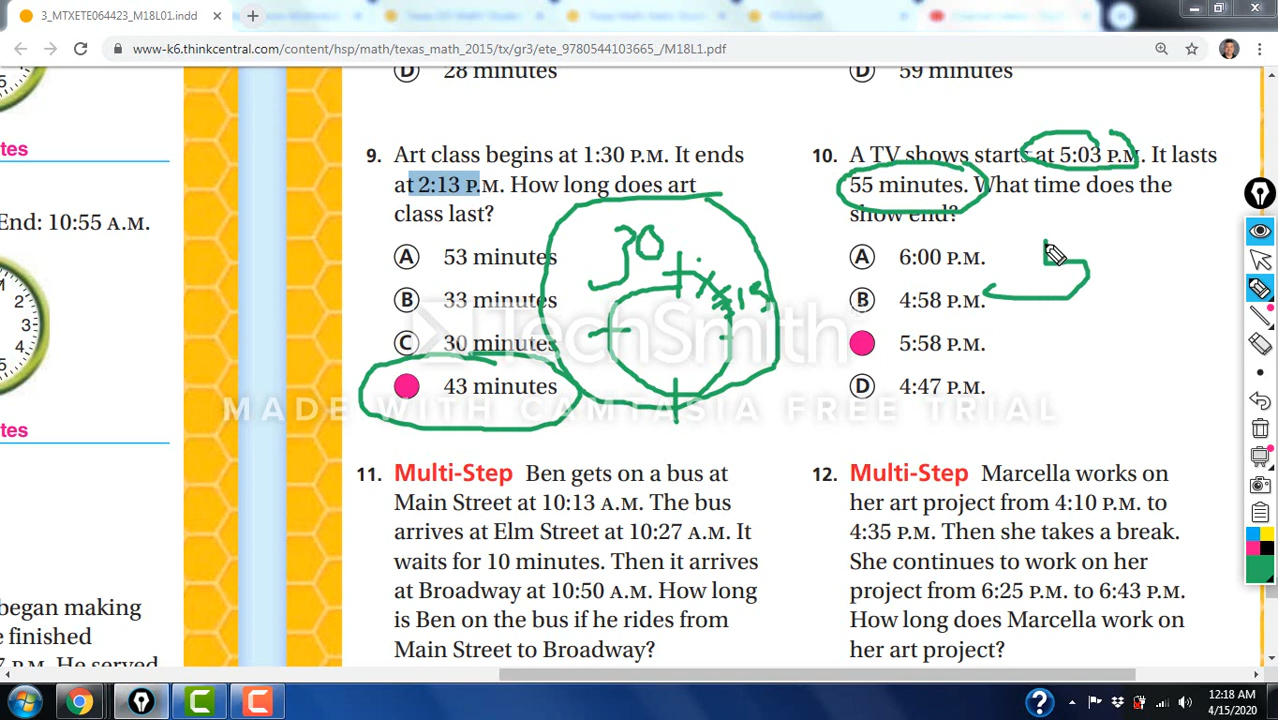 3_MTXETE064423_M18L01.indd
www-k6.thinkcentral.com/content/hsp/math/texas_math_2015/tx/gr3/ete_9780544103665_/M18L1.pdf
D 28 minutes
D 59 minutes
tes
End: 10:55 A.M.
2
3
4
5
tes
began making
finished
P.M. He served
9. Art class begins at 1:30 P.M. It ends
at 2:13 P.M. How long does art
class last?
A 53 minutes
B 33 minutes
C 30 minutes
43 minutes
30
15
10. A TV shows starts at 5:03 P.M. It lasts
55 minutes. What time does the
show end?
A 6:00 P.M.
B 4:58 P.M.
5:58 P.M.
D 4:47 P.M.
TechSmith
MADE WITH CAMTASIA FREE TRIAL
11. Multi-Step Ben gets on a bus at
Main Street at 10:13 A.M. The bus
arrives at Elm Street at 10:27 A.M. It
waits for 10 minutes. Then it arrives
at Broadway at 10:50 A.M. How long
is Ben on the bus if he rides from
Main Street to Broadway?
12. Multi-Step Marcella works on
her art project from 4:10 P.M. to
4:35 P.M. Then she takes a break.
She continues to work on her
project from 6:25 P.M. to 6:43 P.M.
How long does Marcella work on
her art project?
12:18 AM
4/15/2020